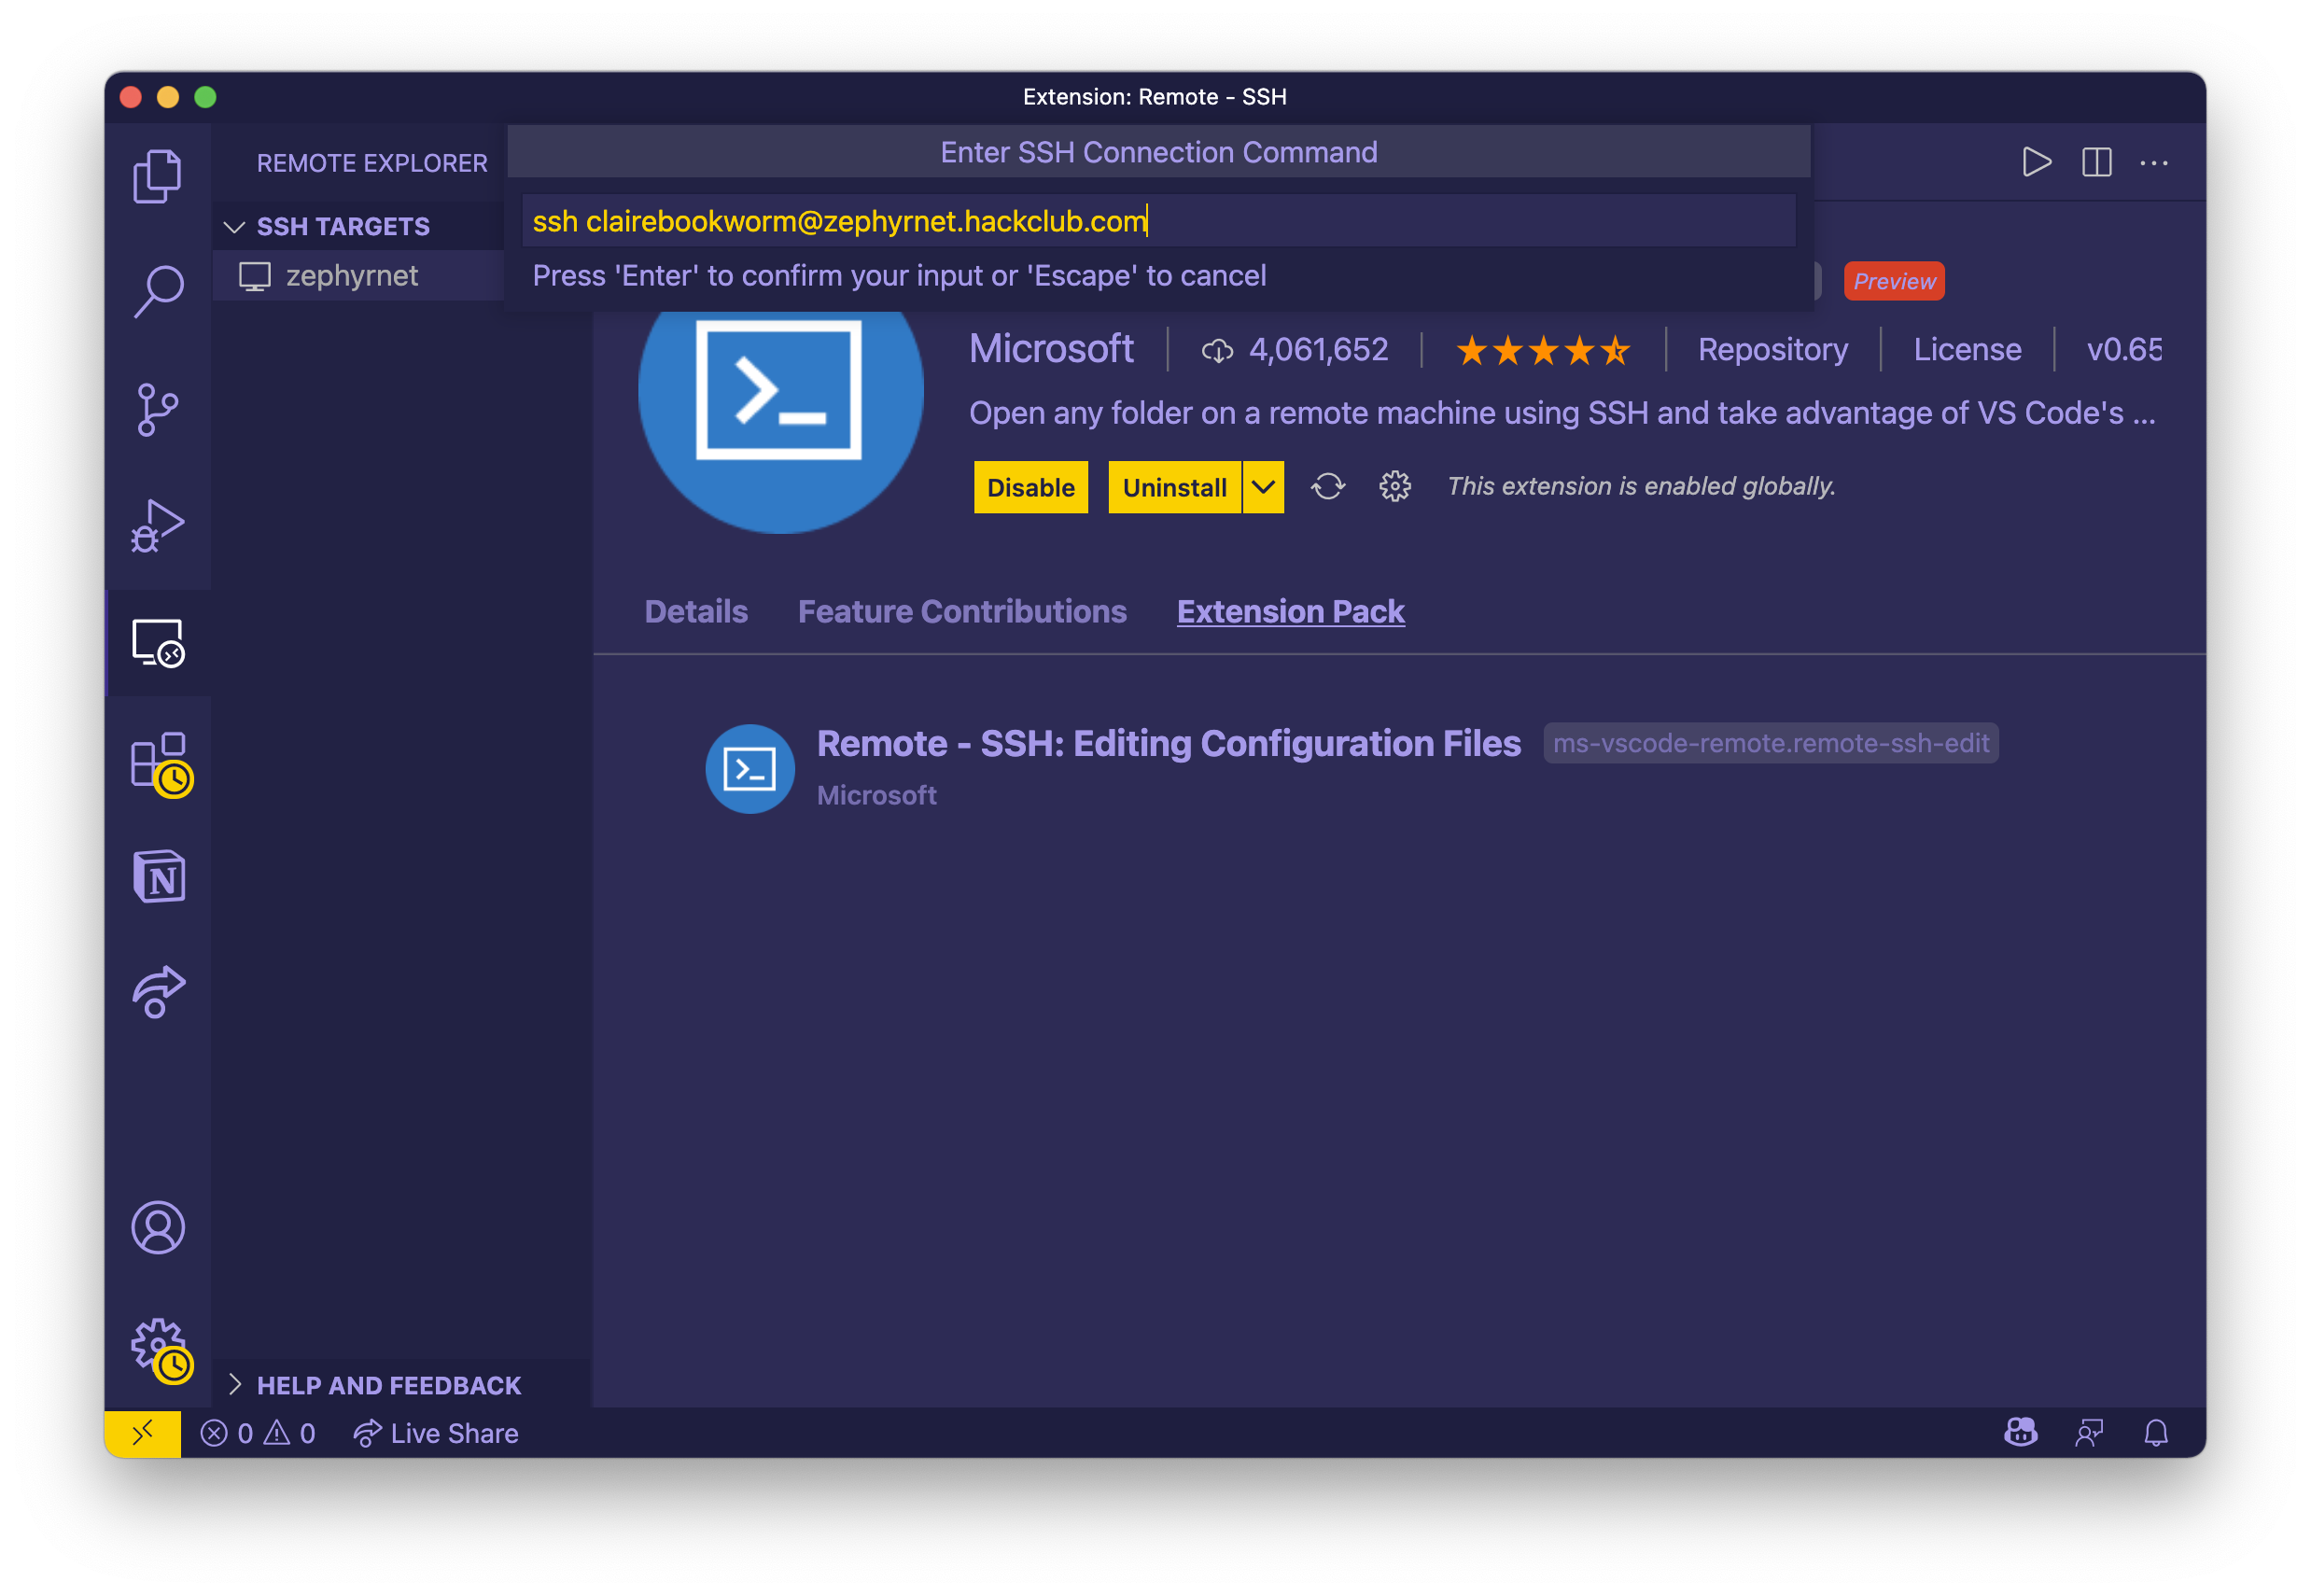 Extension: Remote - SSH
REMOTE EXPLORER
Enter SSH Connection Command
SSH TARGETS
ssh clairebookworm@zephyrnet.hackclub.com
zephyrnet
Press 'Enter' to confirm your input or 'Escape' to cancel
Preview
Microsoft
4,061,652
Repository
License
v0.65
Open any folder on a remote machine using SSH and take advantage of VS Code's ...
Disable
Uninstall
This extension is enabled globally.
Details
Feature Contributions
Extension Pack
Remote - SSH: Editing Configuration Files
ms-vscode-remote.remote-ssh-edit
Microsoft
HELP AND FEEDBACK
0
0
Live Share